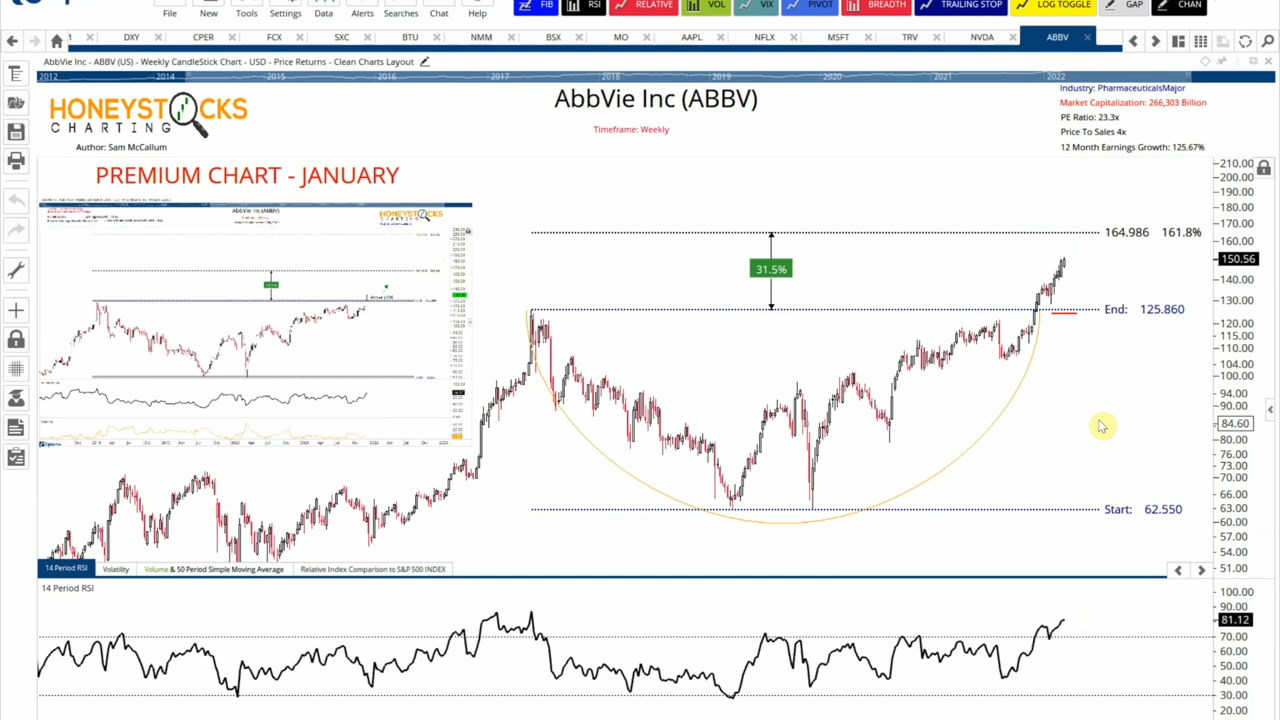 FIB RSI RELATIVE VOL VIX PIVOT BREADTH TRAILING STOP LOG TOGGLE GAP CHAN
File New Tools Settings Data Alerts Searches Chat Help
DXY CPER FCX SXC BTU NMM BSX MO AAPL NFLX MSFT TRV NVDA ABBV
AbbVie Inc - ABBV (US) - Weekly CandleStick Chart - USD - Price Returns - Clean Charts Layout
2012 2014 2015 2016 2017 2018 2019 2020 2021 2022
HONEYSTOCKS
CHARTING
Author: Sam McCallum
AbbVie Inc (ABBV)
Timeframe: Weekly
Industry: PharmaceuticalsMajor
Market Capitalization: 266,303 Billion
PE Ratio: 23.3x
Price To Sales 4x
12 Month Earnings Growth: 125.67%
PREMIUM CHART - JANUARY
AbbVie Inc (ABBV)
HONEYSTOCKS
164.986 161.8%
31.5%
End: 125.860
Start: 62.550
210.00
200.00
190.00
180.00
170.00
160.00
150.56
140.00
130.00
120.00
110.00
104.00
100.00
94.00
90.00
84.60
80.00
76.00
73.00
70.00
66.00
63.00
60.00
57.00
54.00
51.00
14 Period RSI Volatility Volume & 50 Period Simple Moving Average Relative Index Comparison to S&P 500 INDEX
14 Period RSI
100.00
90.00
81.12
70.00
60.00
50.00
40.00
30.00
20.00